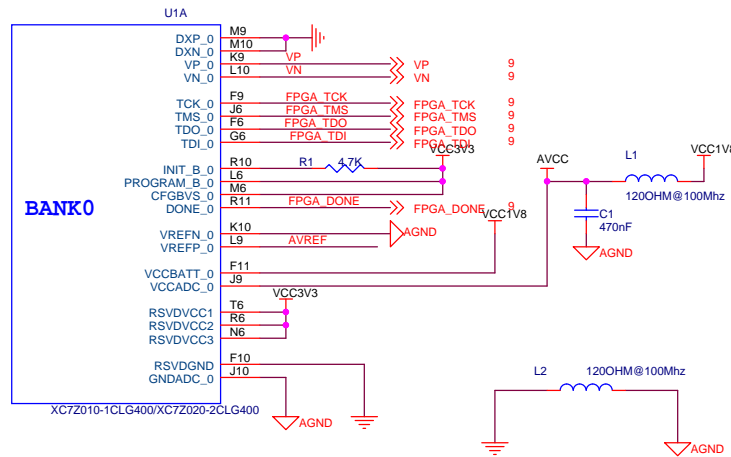 U1A
DXP_0 M9
DXN_0 M10
VP_0 K9 VP VP 9
VN_0 L10 VN VN 9
TCK_0 F9 FPGA_TCK FPGA_TCK 9
TMS_0 J6 FPGA_TMS FPGA_TMS 9
TDO_0 F6 FPGA_TDO FPGA_TDO 9
TDI_0 G6 FPGA_TDI FPGA_TDI 9
VCC3V3
INIT_B_0 R10 R1 4.7K
PROGRAM_B_0 L6
CFGBVS_0 M6
DONE_0 R11 FPGA_DONE FPGA_DONE 9
BANK0
VCC1V8
VREFN_0 K10 AGND
VREFP_0 L9 AVREF
VCCBATT_0 F11
VCCADC_0 J9
VCC3V3
RSVDVCC1 T6
RSVDVCC2 R6
RSVDVCC3 N6
RSVDGND F10
GNDADC_0 J10
AGND
XC7Z010-1CLG400/XC7Z020-2CLG400
AVCC
L1
VCC1V8
120OHM@100Mhz
C1
470nF
AGND
L2 120OHM@100Mhz
AGND